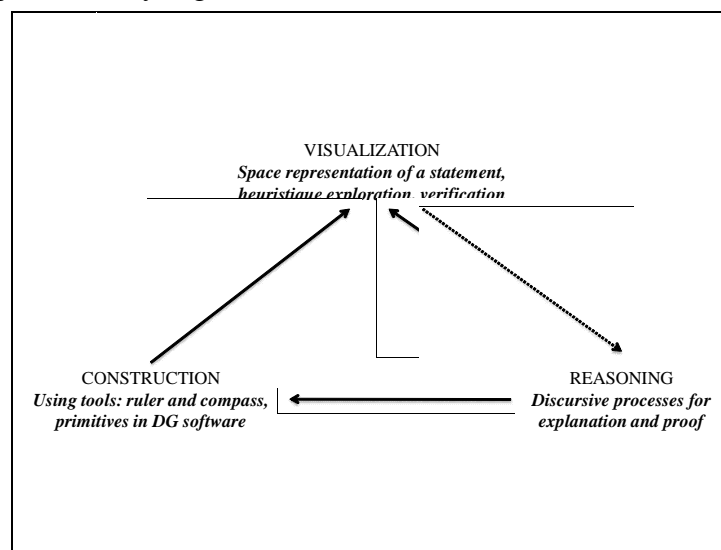 VISUALIZATION
Space representation of a statement,
heuristique exploration, verification
CONSTRUCTION
Using tools: ruler and compass,
primitives in DG software
REASONING
Discursive processes for
explanation and proof